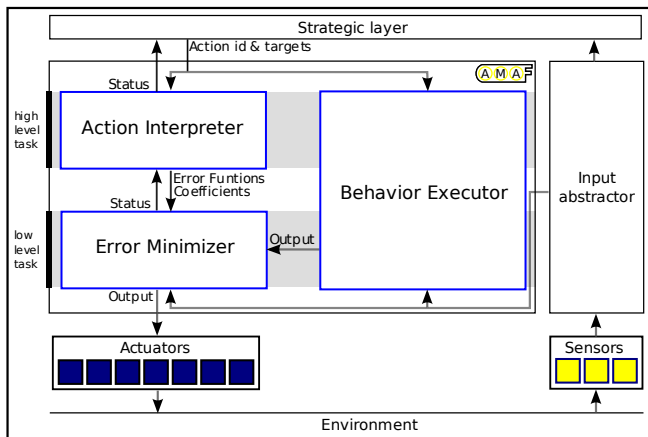 Strategic layer
Action id & targets
Status
AMA
high
level
task
Action Interpreter
Error Funtions
Coefficients
Status
Behavior Executor
Input
abstractor
low
level
task
Error Minimizer
Output
Output
Actuators
Sensors
Environment